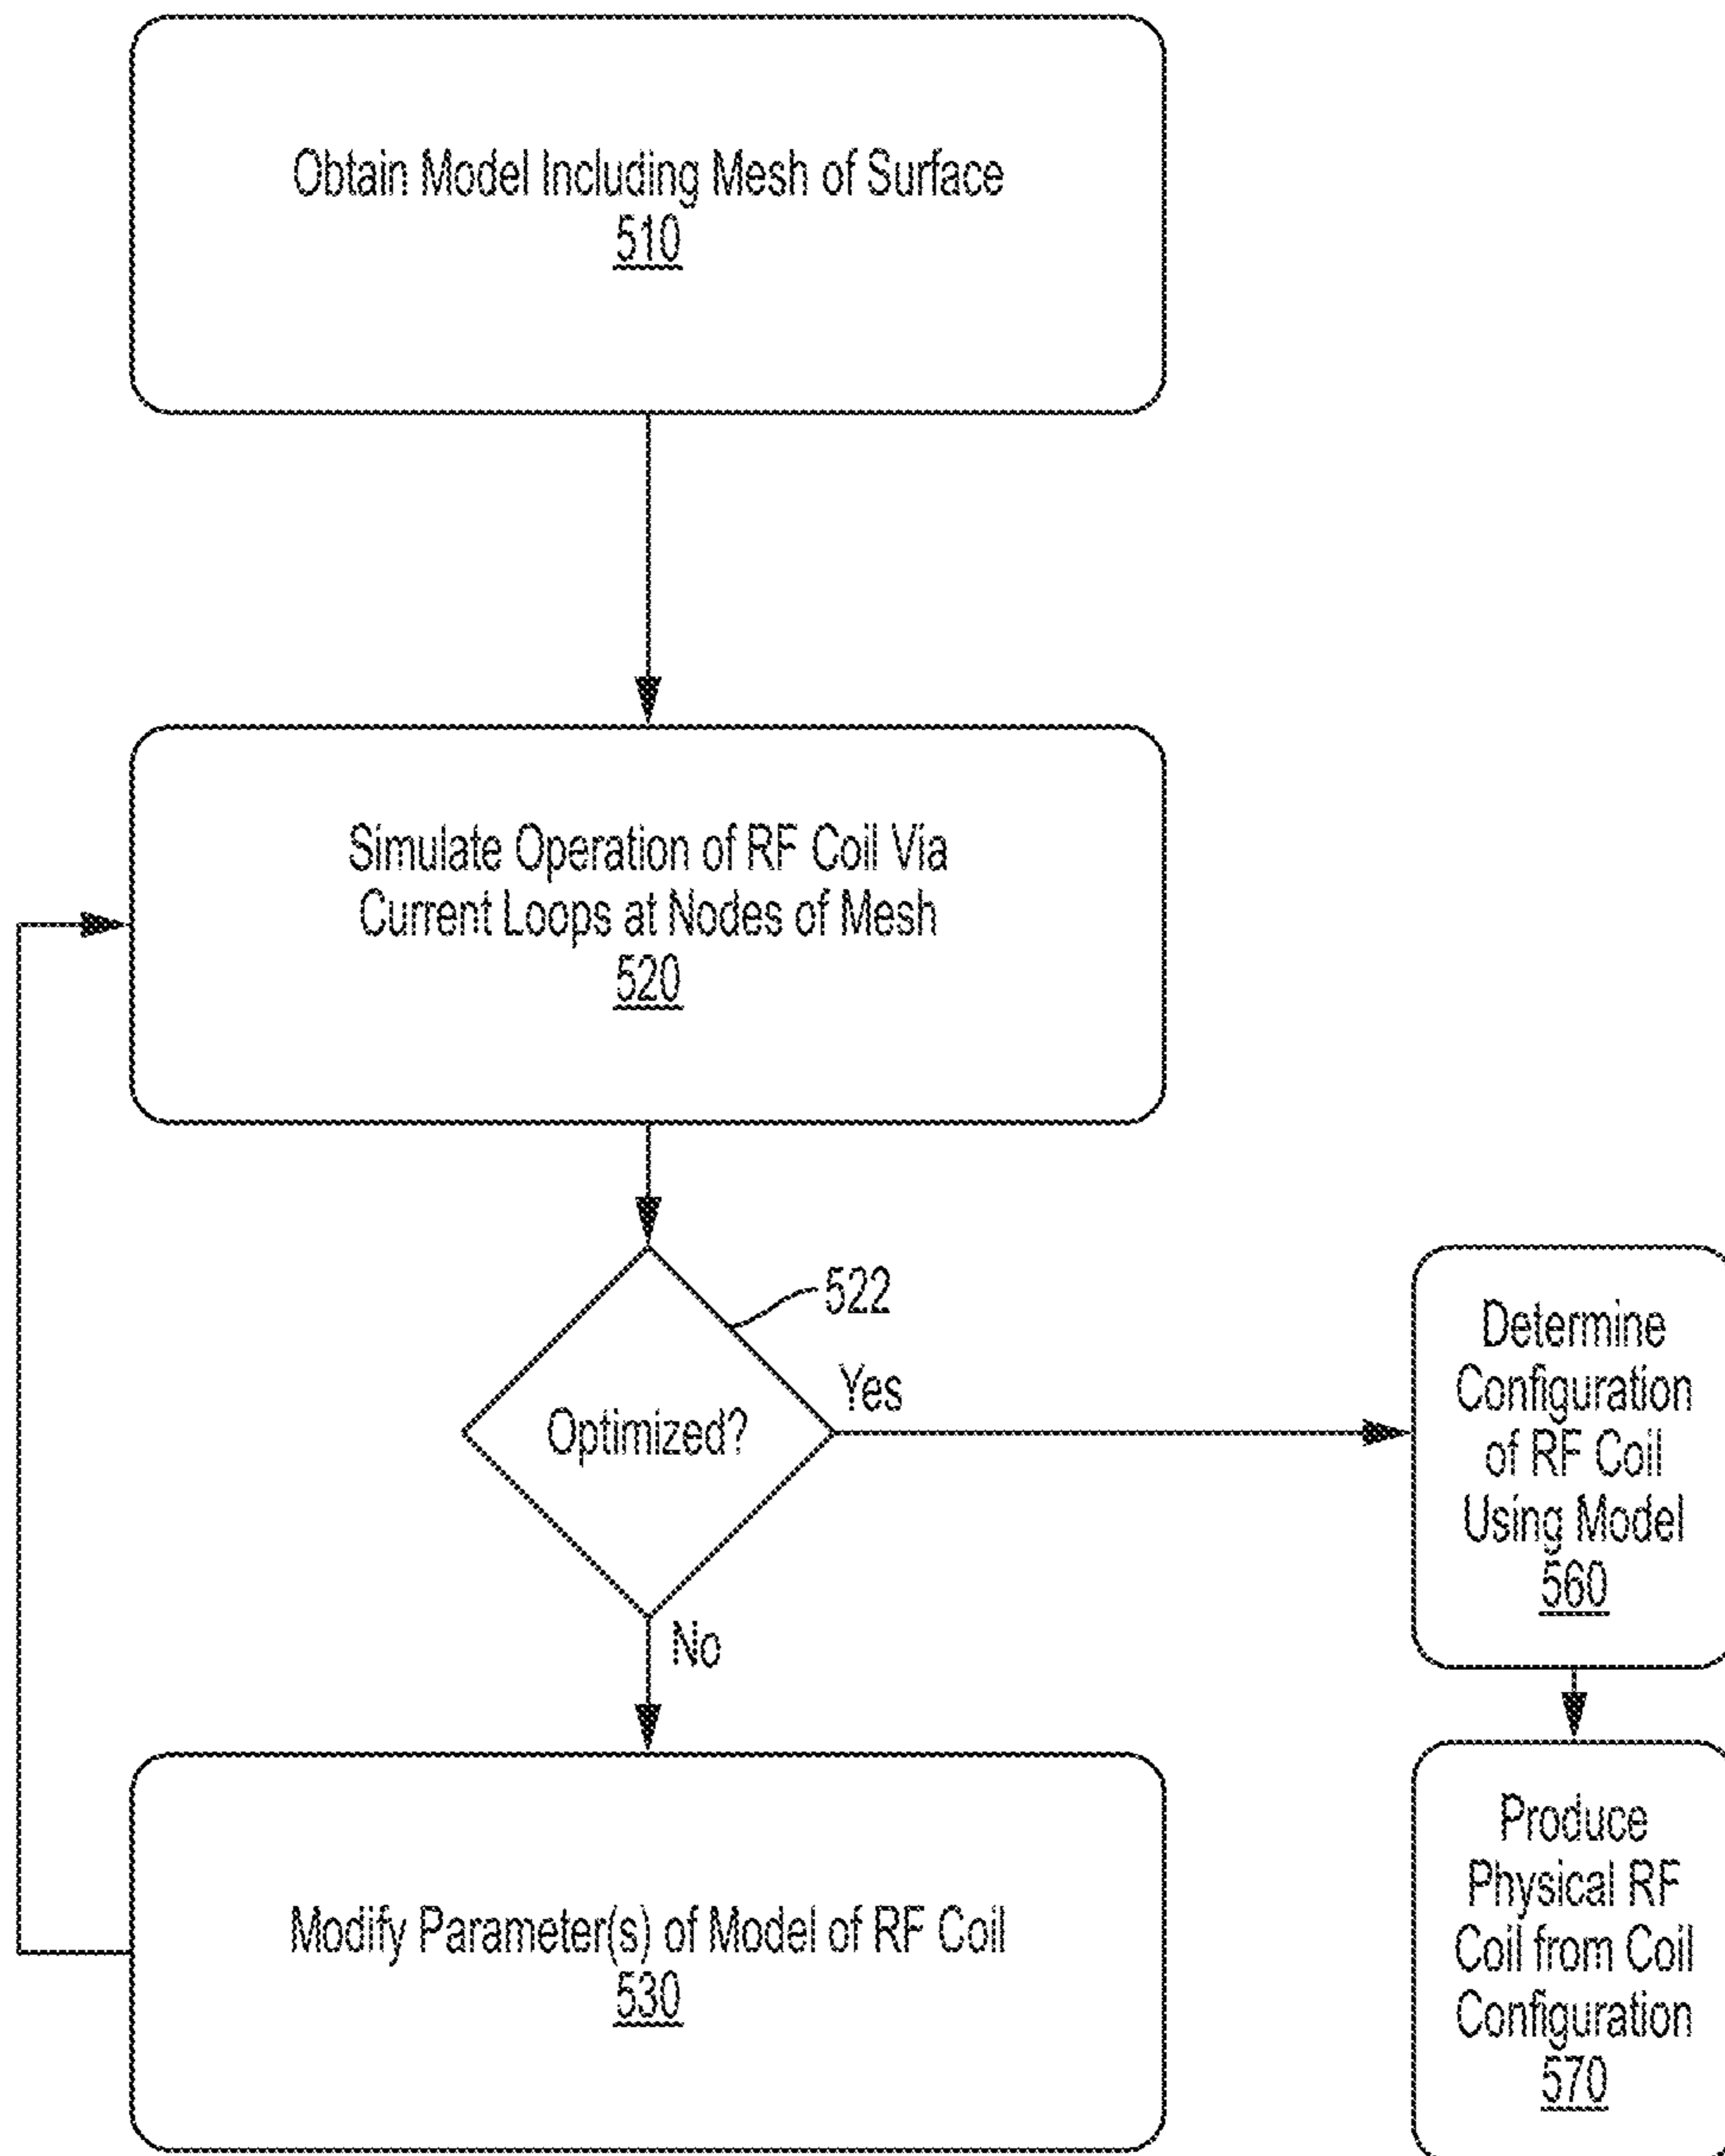 Obtain Model Including Mesh of Surface
510
Simulate Operation of RF Coil Via
Current Loops at Nodes of Mesh
520
522
Optimized?
Yes
No
Modify Parameter(s) of Model of RF Coil
530
Determine
Configuration
of RF Coil
Using Model
560
Produce
Physical RF
Coil from Coil
Configuration
570